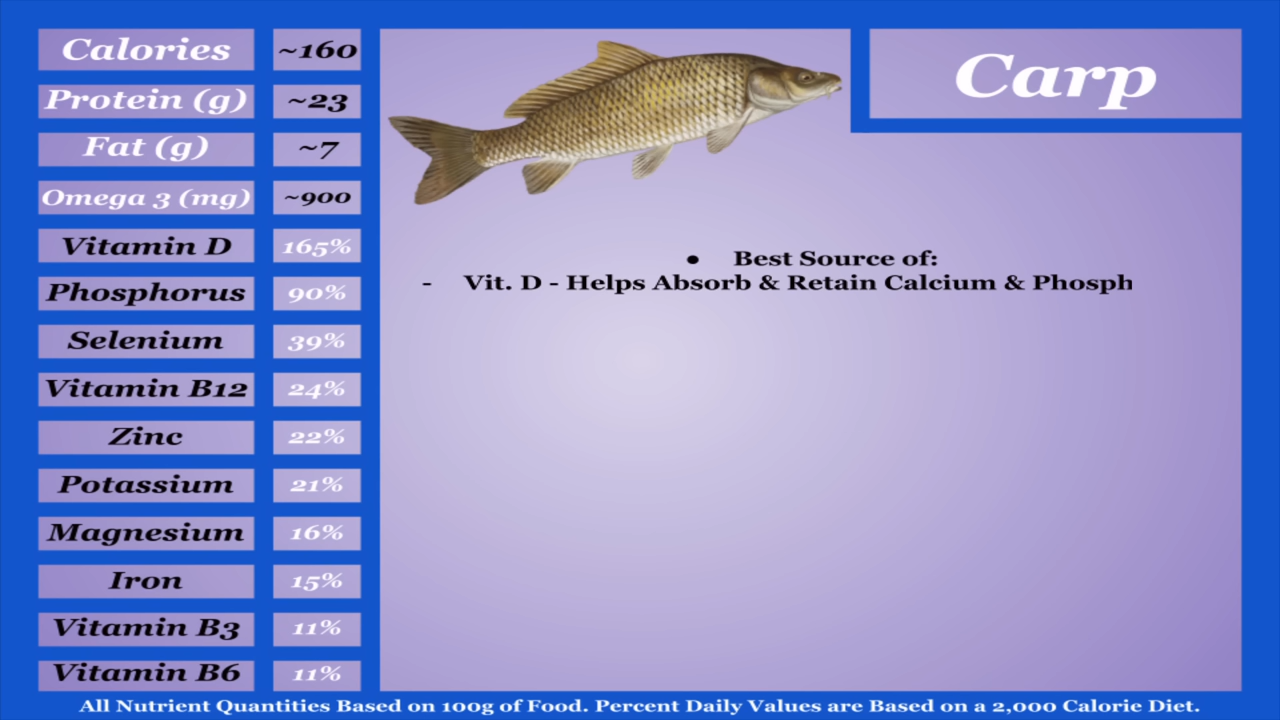 Calories ~160
Protein (g) ~23
Fat (g) ~7
Omega 3 (mg) ~900
Vitamin D 165%
Phosphorus 90%
Selenium 39%
Vitamin B12 24%
Zinc 22%
Potassium 21%
Magnesium 16%
Iron 15%
Vitamin B3 11%
Vitamin B6 11%
Carp
● Best Source of:
- Vit. D - Helps Absorb & Retain Calcium & Phosph
All Nutrient Quantities Based on 100g of Food. Percent Daily Values are Based on a 2,000 Calorie Diet.